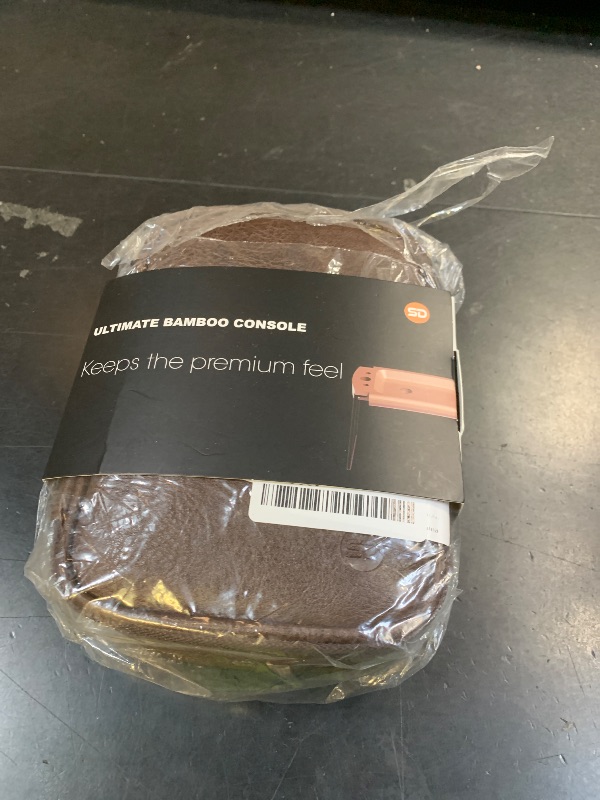 SD
ULTIMATE BAMBOO CONSOLE
Keeps the premium feel